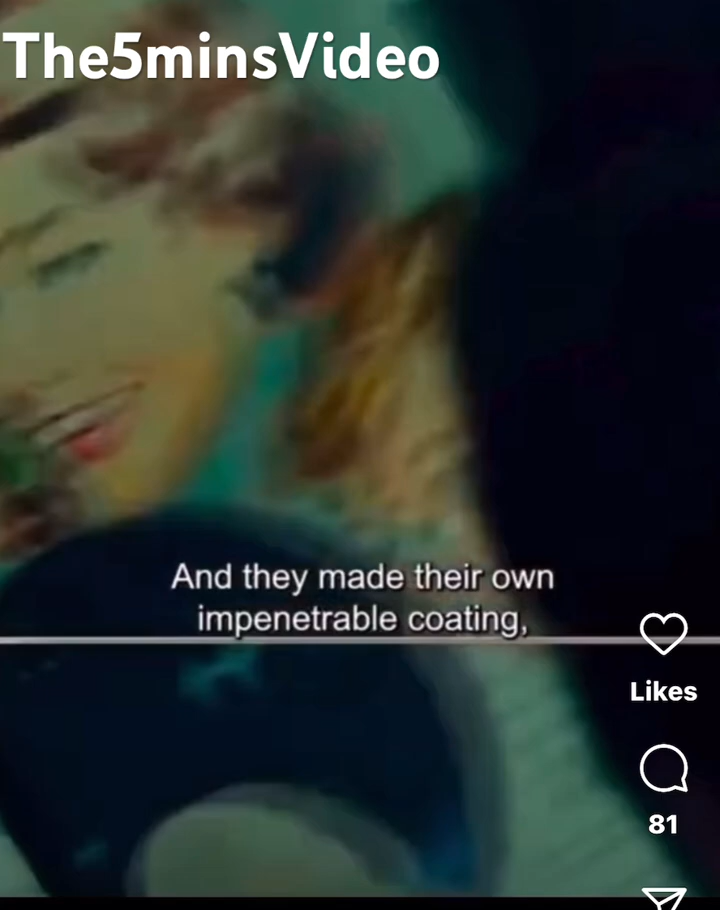 The5minsVideo
And they made their own
impenetrable coating,
Likes
81